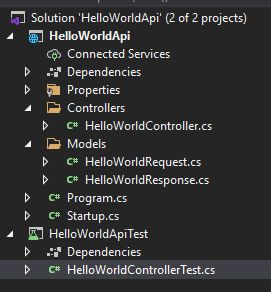 Solution 'HelloWorldApi' (2 of 2 projects)
HelloWorldApi
Connected Services
Dependencies
Properties
Controllers
C# HelloWorldController.cs
Models
C# HelloWorldRequest.cs
C# HelloWorldResponse.cs
C# Program.cs
C# Startup.cs
HelloWorldApiTest
Dependencies
C# HelloWorldControllerTest.cs